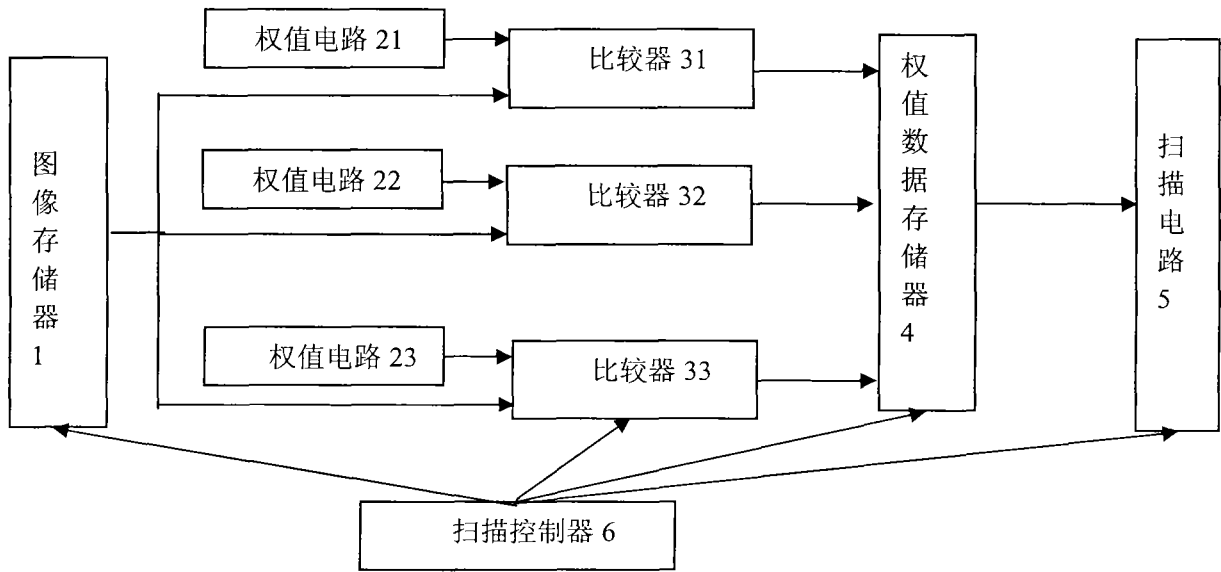 权值电路 21
比较器 31
权值数据存储器 4
扫描电路 5
图像存储器 1
权值电路 22
比较器 32
权值电路 23
比较器 33
扫描控制器 6